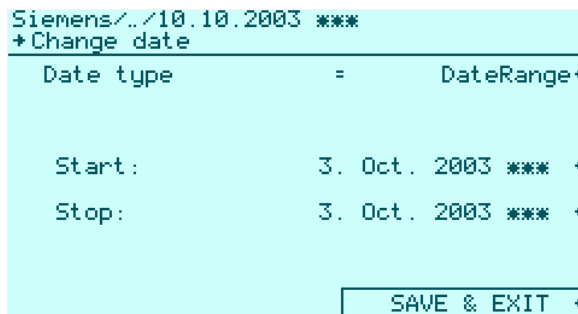 Siemens/../10.10.2003 ***
→Change date
Date type = DateRange
Start: 3. Oct. 2003 ***
Stop: 3. Oct. 2003 ***
SAVE & EXIT